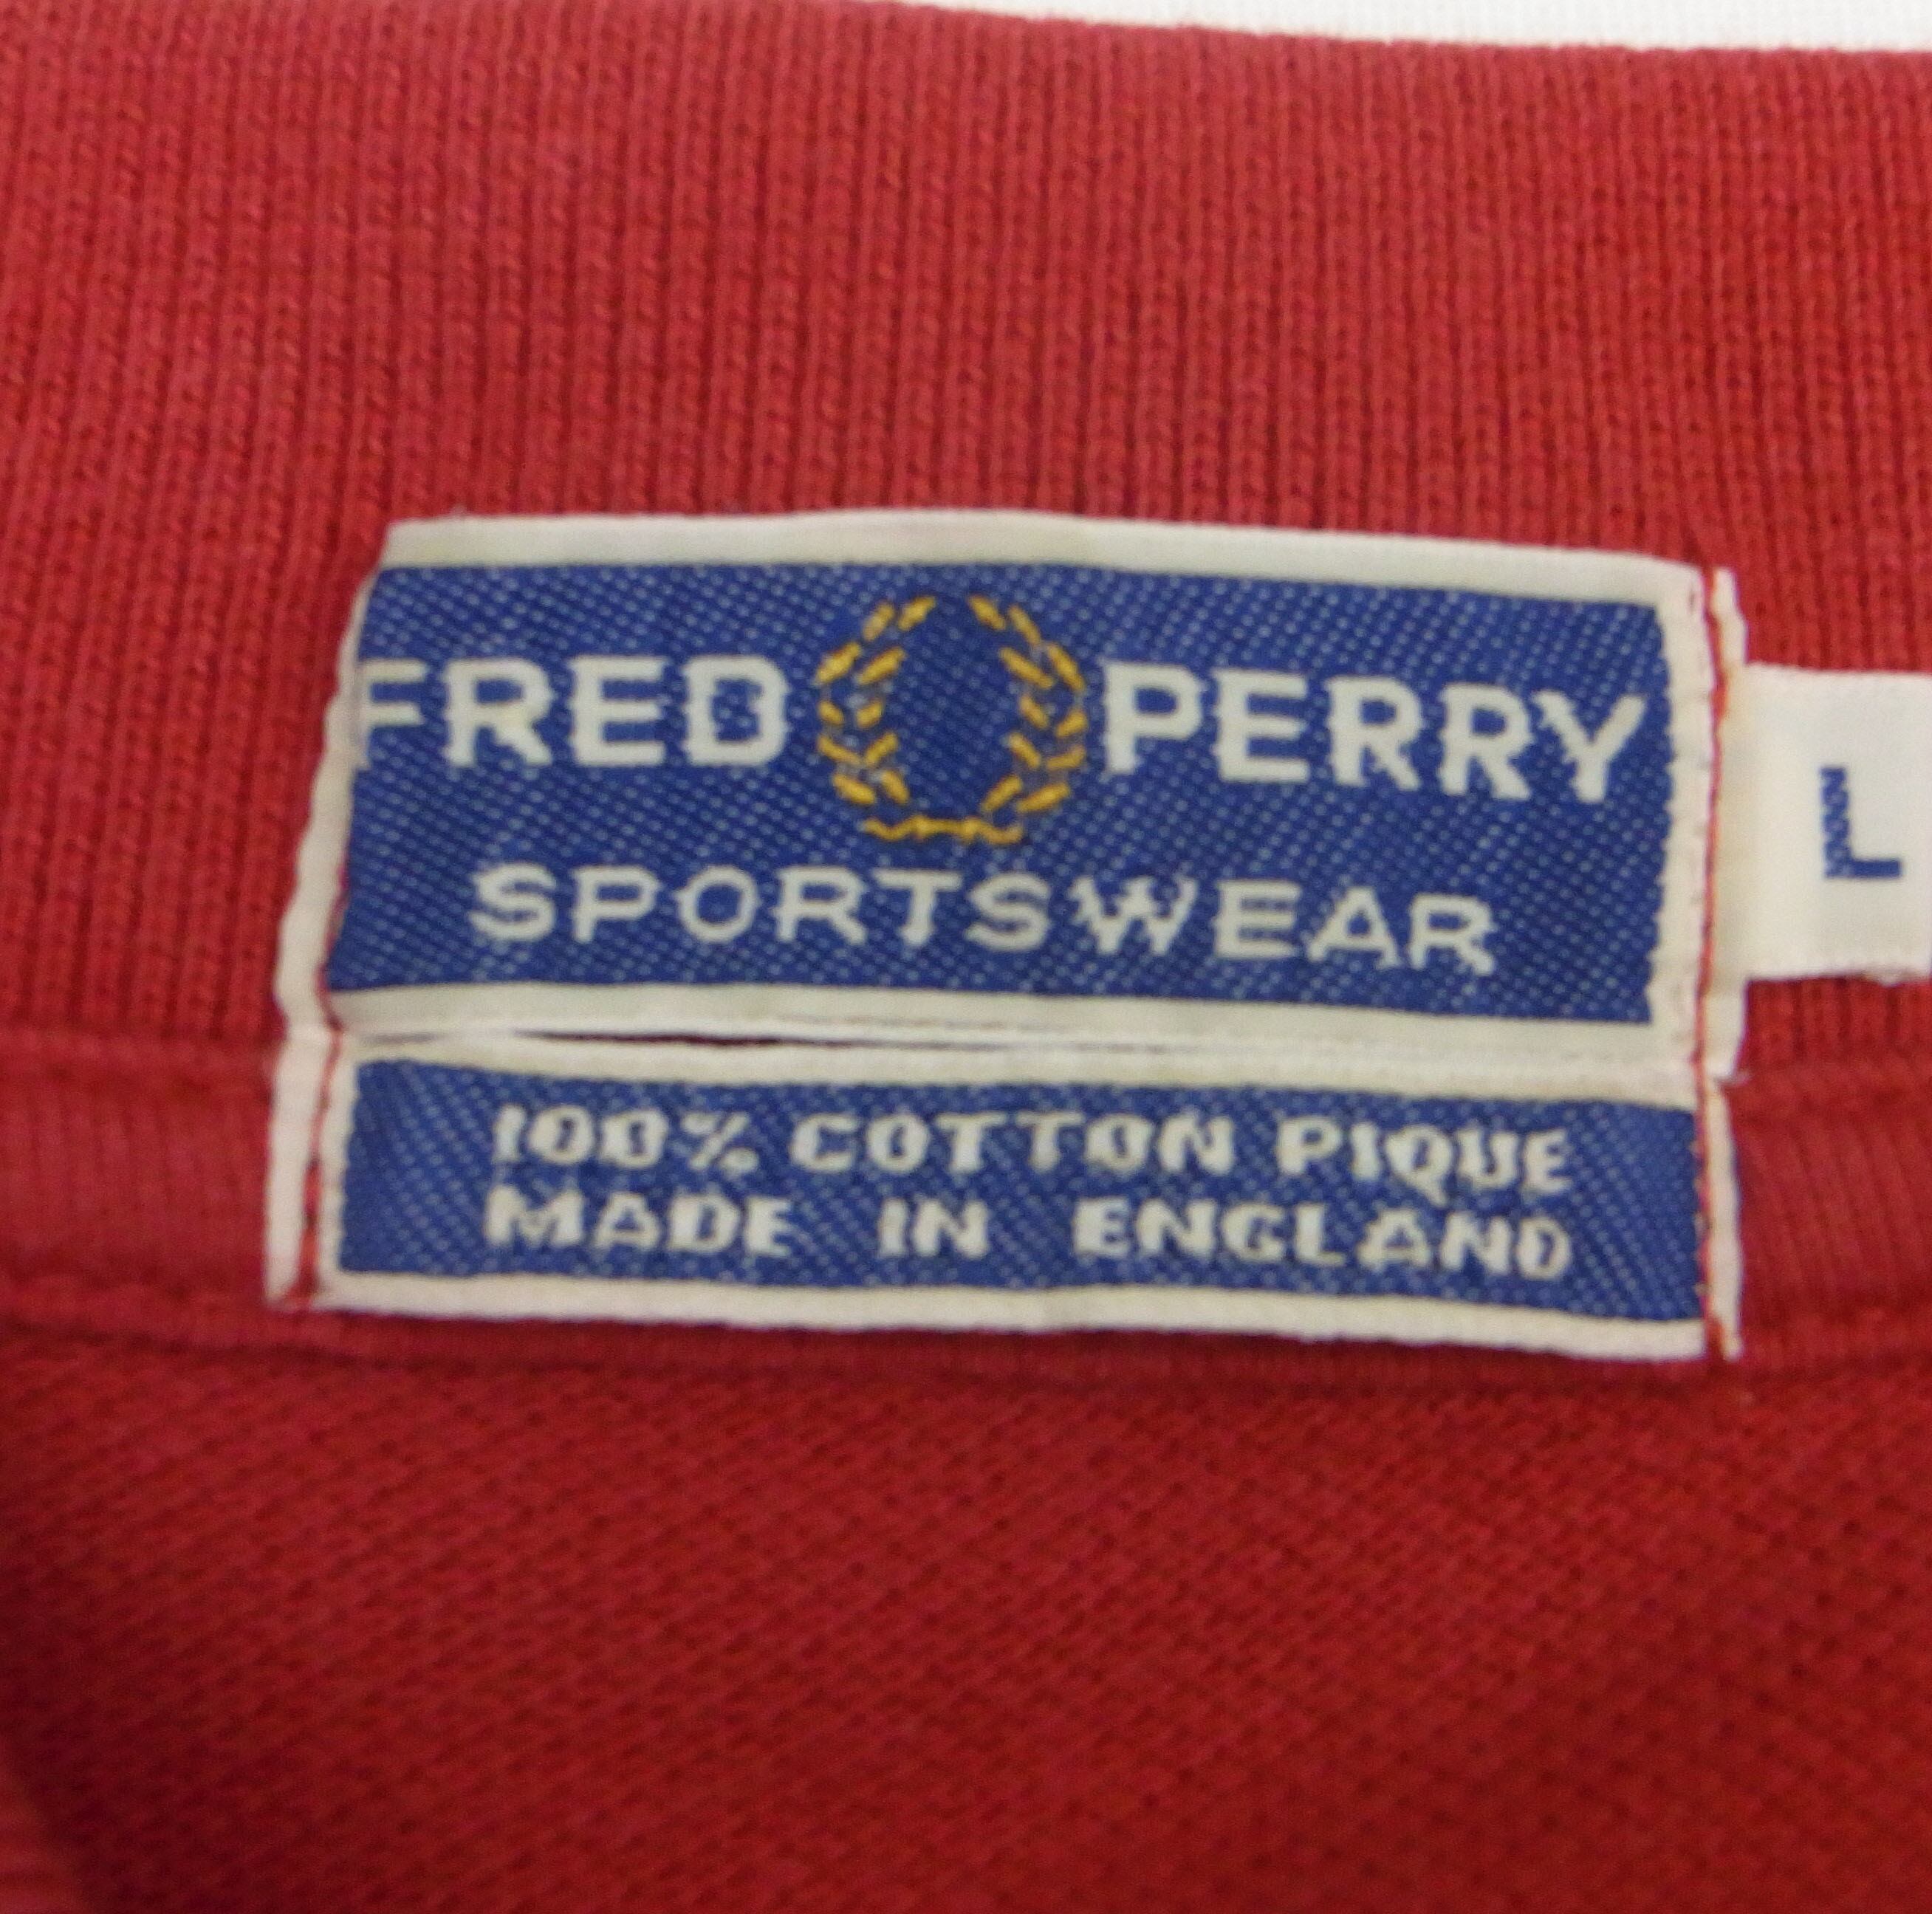 FRED PERRY
SPORTSWEAR
L
100% COTTON PIQUE
MADE IN ENGLAND